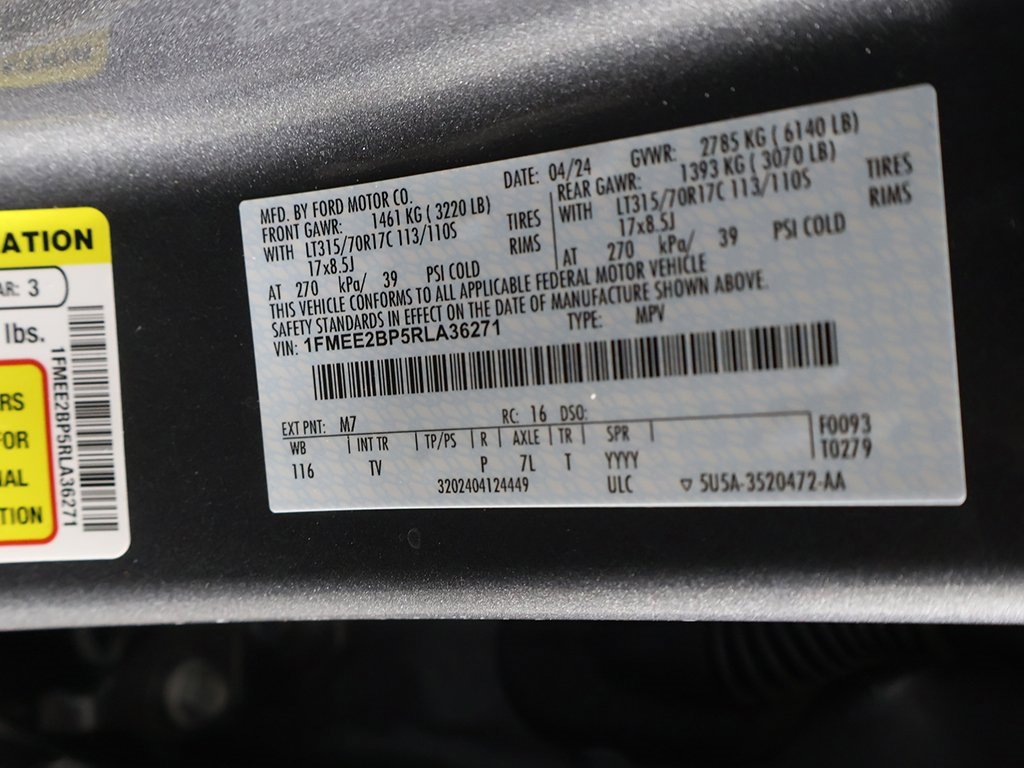 ATION
AR: 3
lbs.
RS
FOR
AL
TION
1FMEE2BP5RLA36271
MFD. BY FORD MOTOR CO.
DATE: 04/24
GVWR: 2785 KG ( 6140 LB)
FRONT GAWR: 1461 KG ( 3220 LB)
WITH LT315/70R17C 113/110S TIRES
17x8.5J RIMS
AT 270 kPa/ 39 PSI COLD
REAR GAWR: 1393 KG ( 3070 LB)
WITH LT315/70R17C 113/110S TIRES
17x8.5J RIMS
AT 270 kPa/ 39 PSI COLD
THIS VEHICLE CONFORMS TO ALL APPLICABLE FEDERAL MOTOR VEHICLE
SAFETY STANDARDS IN EFFECT ON THE DATE OF MANUFACTURE SHOWN ABOVE.
VIN: 1FMEE2BP5RLA36271 TYPE: MPV
EXT PNT: M7 RC: 16 DSO:
WB INT TR TP/PS R AXLE TR SPR F0093
116 TV P 7L T YYYY T0279
3202404124449 ULC 5U5A-3520472-AA